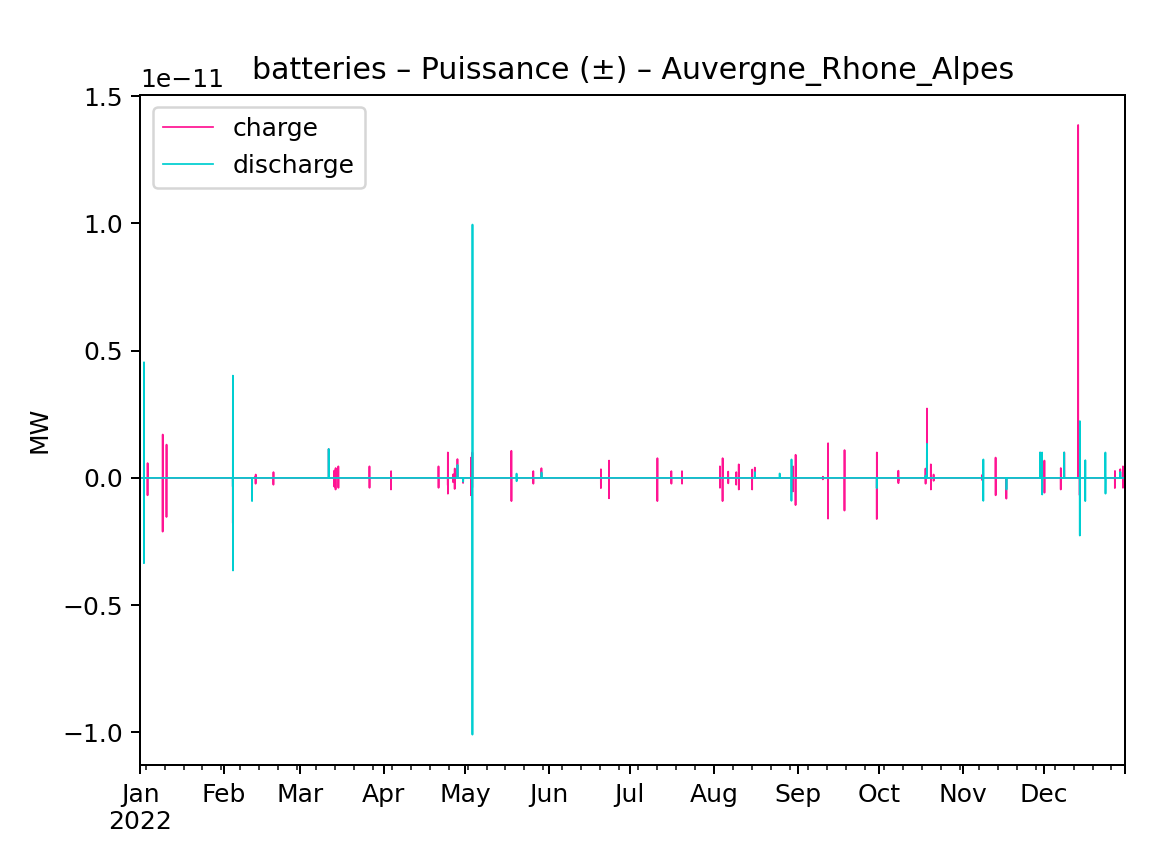 batteries – Puissance (±) – Auvergne_Rhone_Alpes
1e−11
1.5
1.0
0.5
0.0
−0.5
−1.0
MW
charge
discharge
Jan Feb Mar Apr May Jun Jul Aug Sep Oct Nov Dec
2022